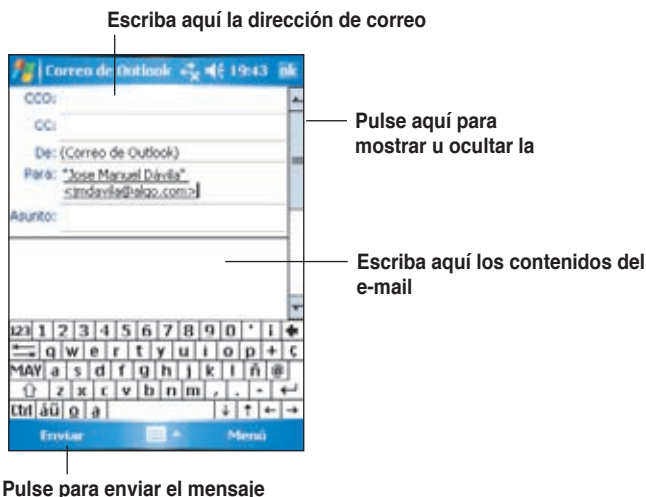 Escriba aquí la dirección de correo
Correo de Outlook 19:43 ok
CCO:
CC:
De: (Correo de Outlook)
Para: "Jose Manuel Dávila"
<jmdavila@algo.com>
Asunto:
Pulse aquí para
mostrar u ocultar la
Escriba aquí los contenidos del
e-mail
123 1 2 3 4 5 6 7 8 9 0 ' ¡
q w e r t y u i o p + ç
MAY a s d f g h j k l ñ @
z x c v b n m , . -
Ctrl áü º ª
Enviar Menú
Pulse para enviar el mensaje